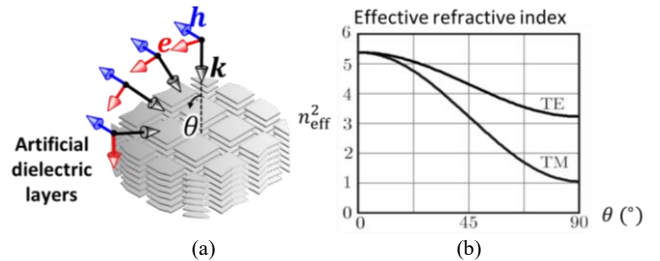 h
e
k
θ
Artificial
dielectric
layers
(a)
Effective refractive index
6
5
4
3
2
1
0
n²eff
TE
TM
0 45 90 θ (°)
(b)